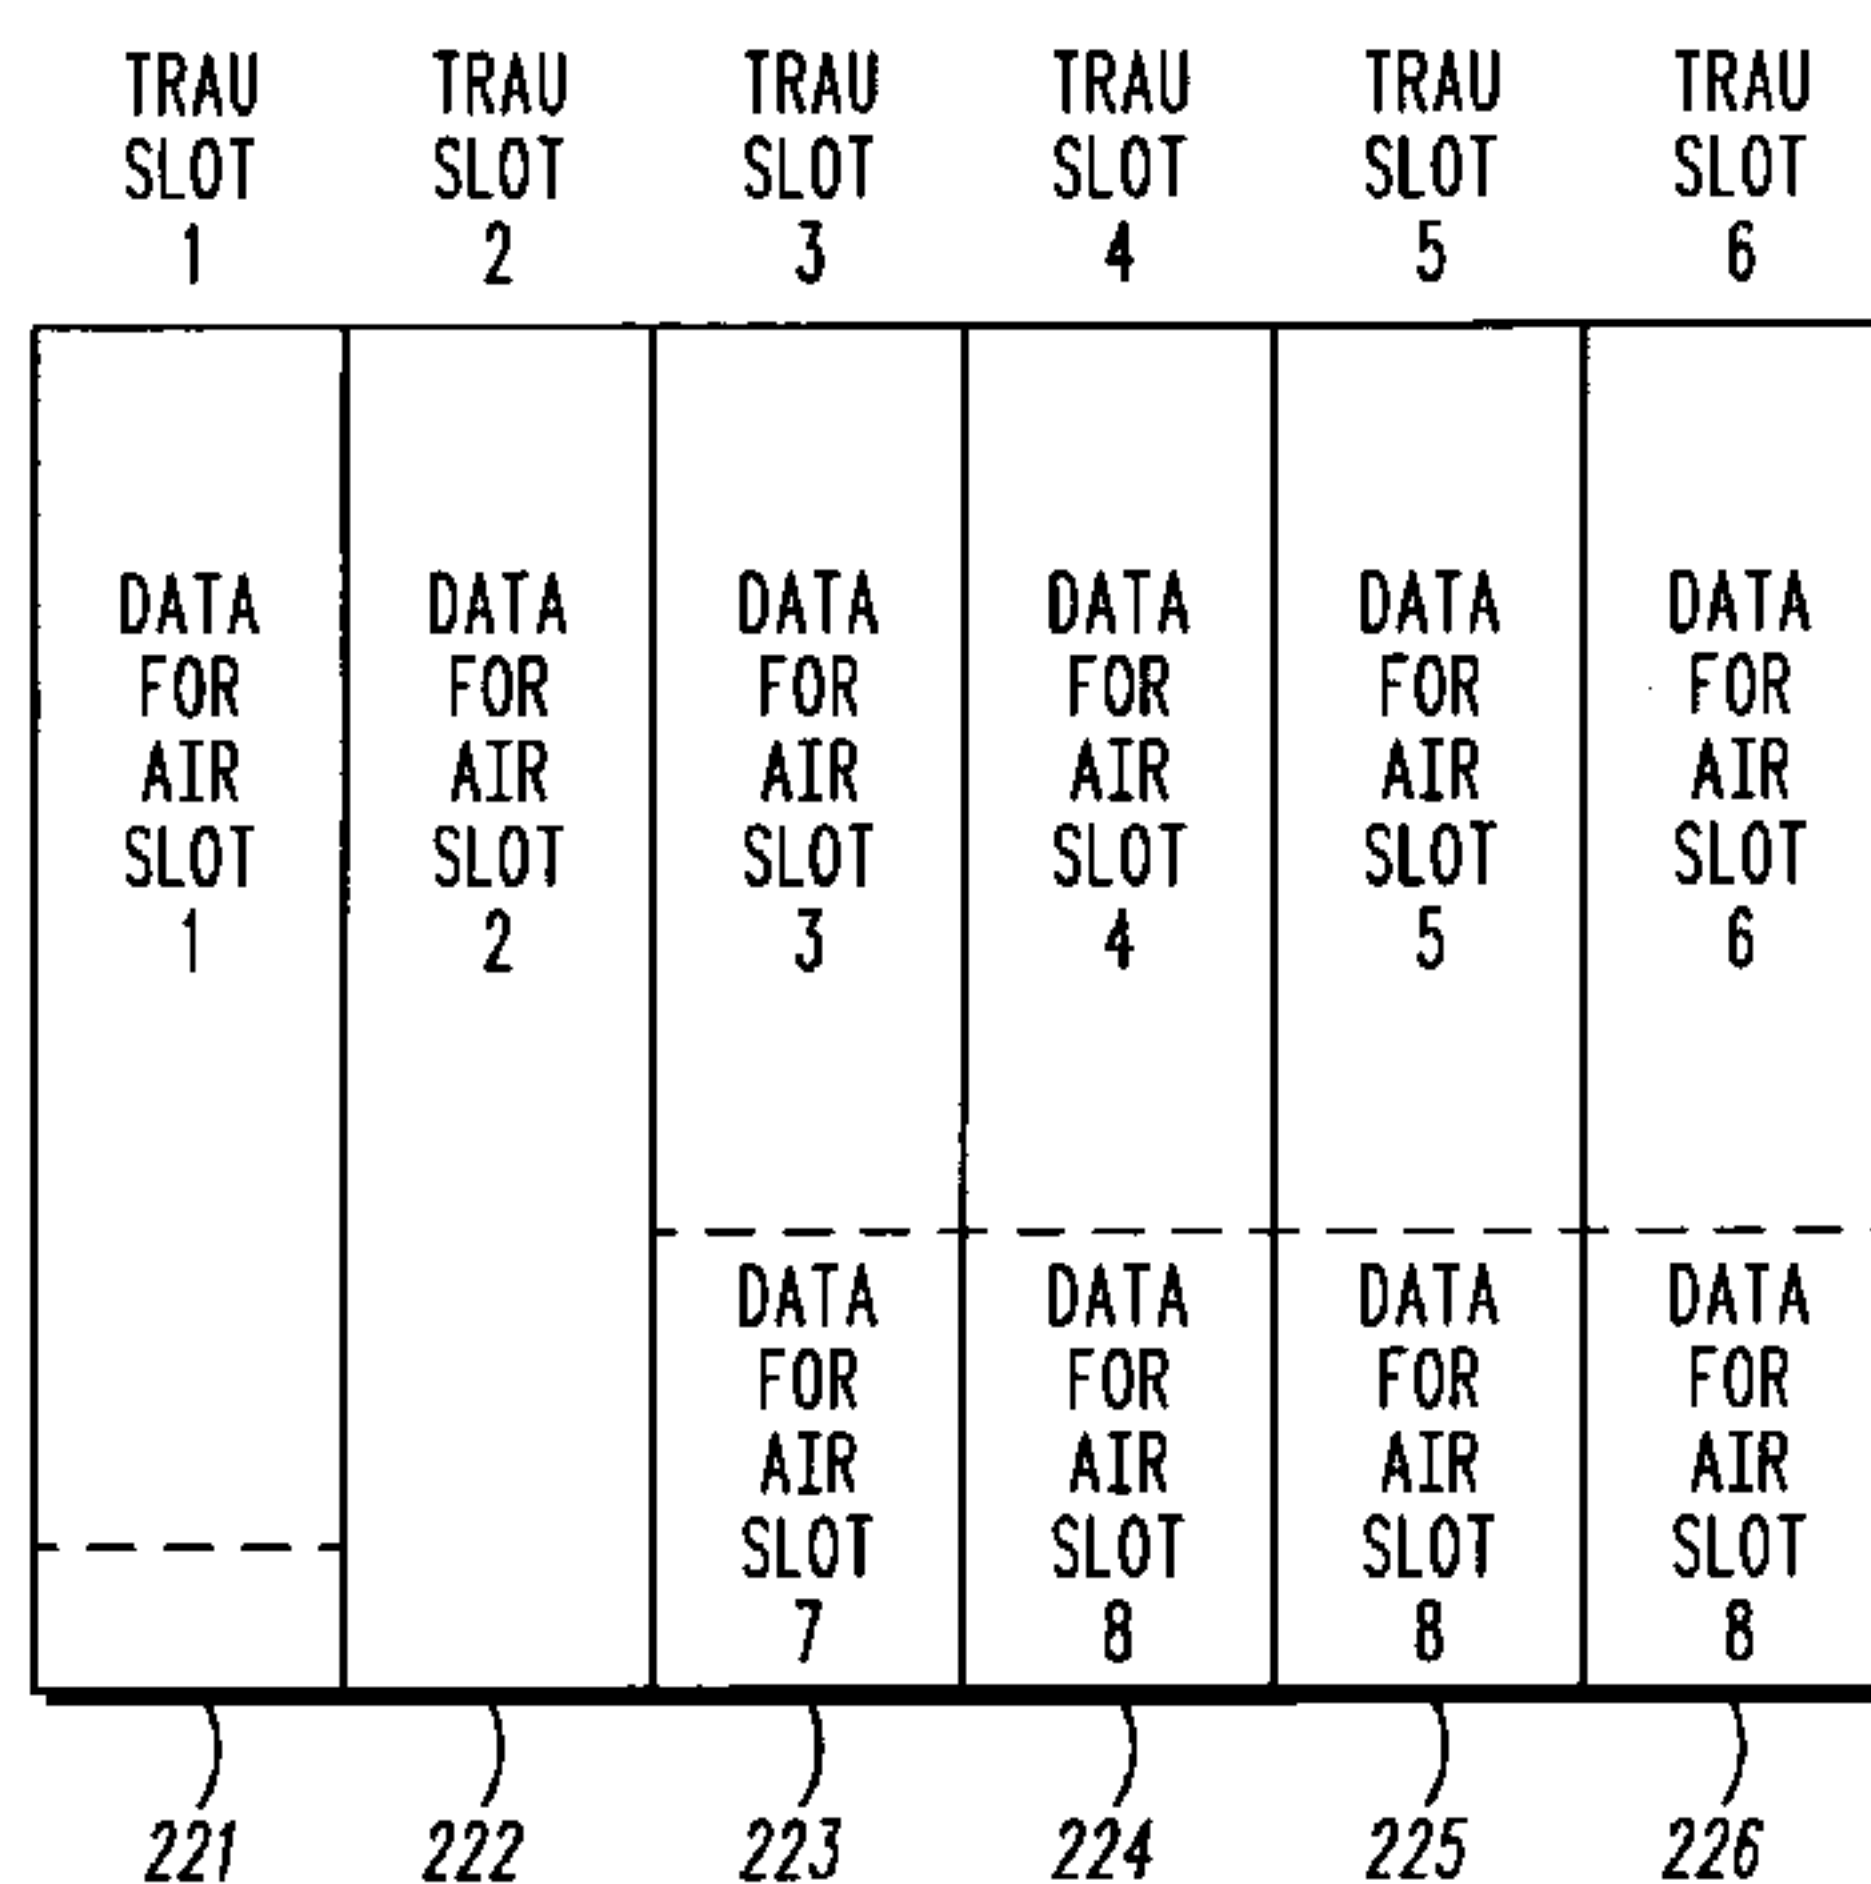 TRAU TRAU TRAU TRAU TRAU TRAU
SLOT SLOT SLOT SLOT SLOT SLOT
1 2 3 4 5 6
DATA DATA DATA DATA DATA DATA
FOR FOR FOR FOR FOR FOR
AIR AIR AIR AIR AIR AIR
SLOT SLOT SLOT SLOT SLOT SLOT
1 2 3 4 5 6
DATA DATA DATA DATA
FOR FOR FOR FOR
AIR AIR AIR AIR
SLOT SLOT SLOT SLOT
7 8 8 8
221 222 223 224 225 226